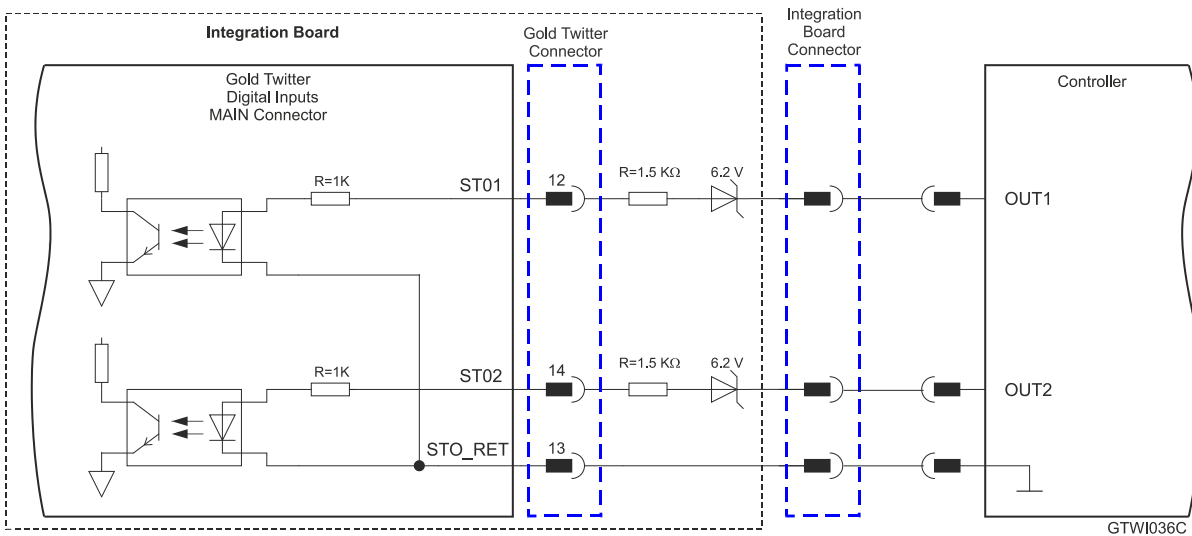 Integration Board
Gold Twitter
Connector
Integration
Board
Connector
Gold Twitter
Digital Inputs
MAIN Connector
Controller
R=1K
ST01
12
R=1.5 KΩ
6.2 V
OUT1
R=1K
ST02
14
R=1.5 KΩ
6.2 V
OUT2
STO_RET
13
GTWI036C